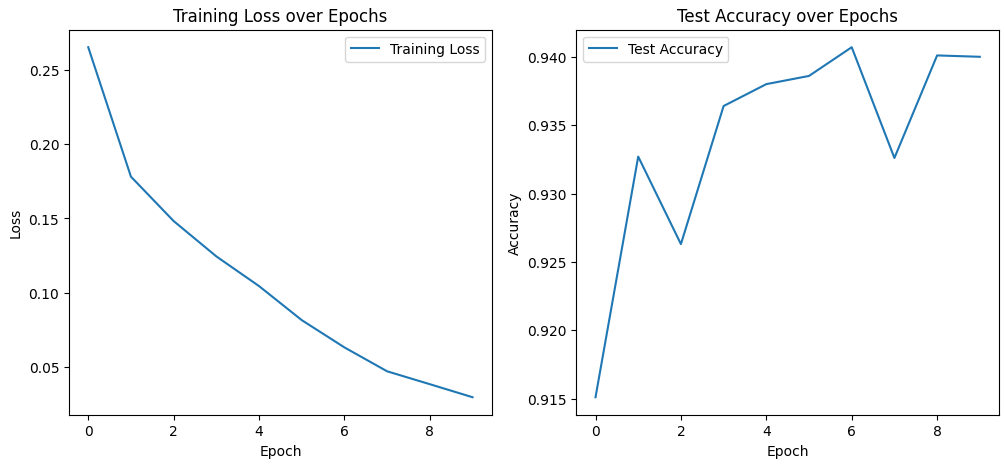 Training Loss over Epochs
Training Loss
0.25
0.20
0.15
0.10
0.05
Loss
0 2 4 6 8
Epoch
Test Accuracy over Epochs
Test Accuracy
0.940
0.935
0.930
0.925
0.920
0.915
Accuracy
0 2 4 6 8
Epoch